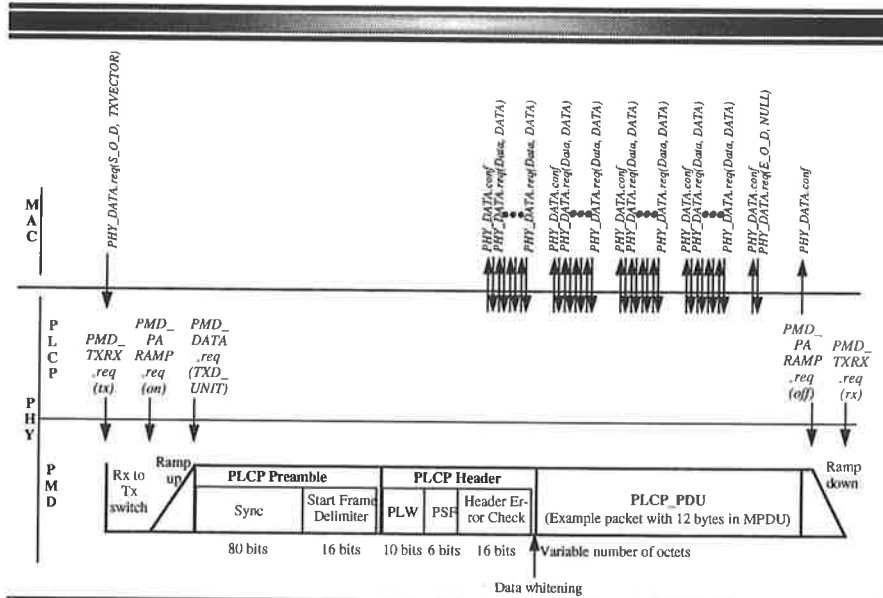 MAC
PHY_DATA.req(S_O_D, TXVECTOR)
PHY_DATA.conf
PHY_DATA.req(Data, DATA)
PHY_DATA.req(Data, DATA)
PHY_DATA.conf
PHY_DATA.req(Data, DATA)
PHY_DATA.req(Data, DATA)
PHY_DATA.conf
PHY_DATA.req(Data, DATA)
PHY_DATA.req(Data, DATA)
PHY_DATA.conf
PHY_DATA.req(Data, DATA)
PHY_DATA.req(Data, DATA)
PHY_DATA.conf
PHY_DATA.req(E_O_D, NULL)
PHY_DATA.conf
PHY
PLCP
PMD_
TXRX
.req
(tx)
PMD_
PA
RAMP
.req
(on)
PMD_
DATA
.req
(TXD_
UNIT)
PMD_
PA
RAMP
.req
(off)
PMD_
TXRX
.req
(rx)
PMD
Rx to
Tx
switch
Ramp
up
PLCP Preamble
PLCP Header
Sync
Start Frame
Delimiter
PLW
PSF
Header Er-
ror Check
PLCP_PDU
(Example packet with 12 bytes in MPDU)
Ramp
down
80 bits
16 bits
10 bits
6 bits
16 bits
Variable number of octets
Data whitening